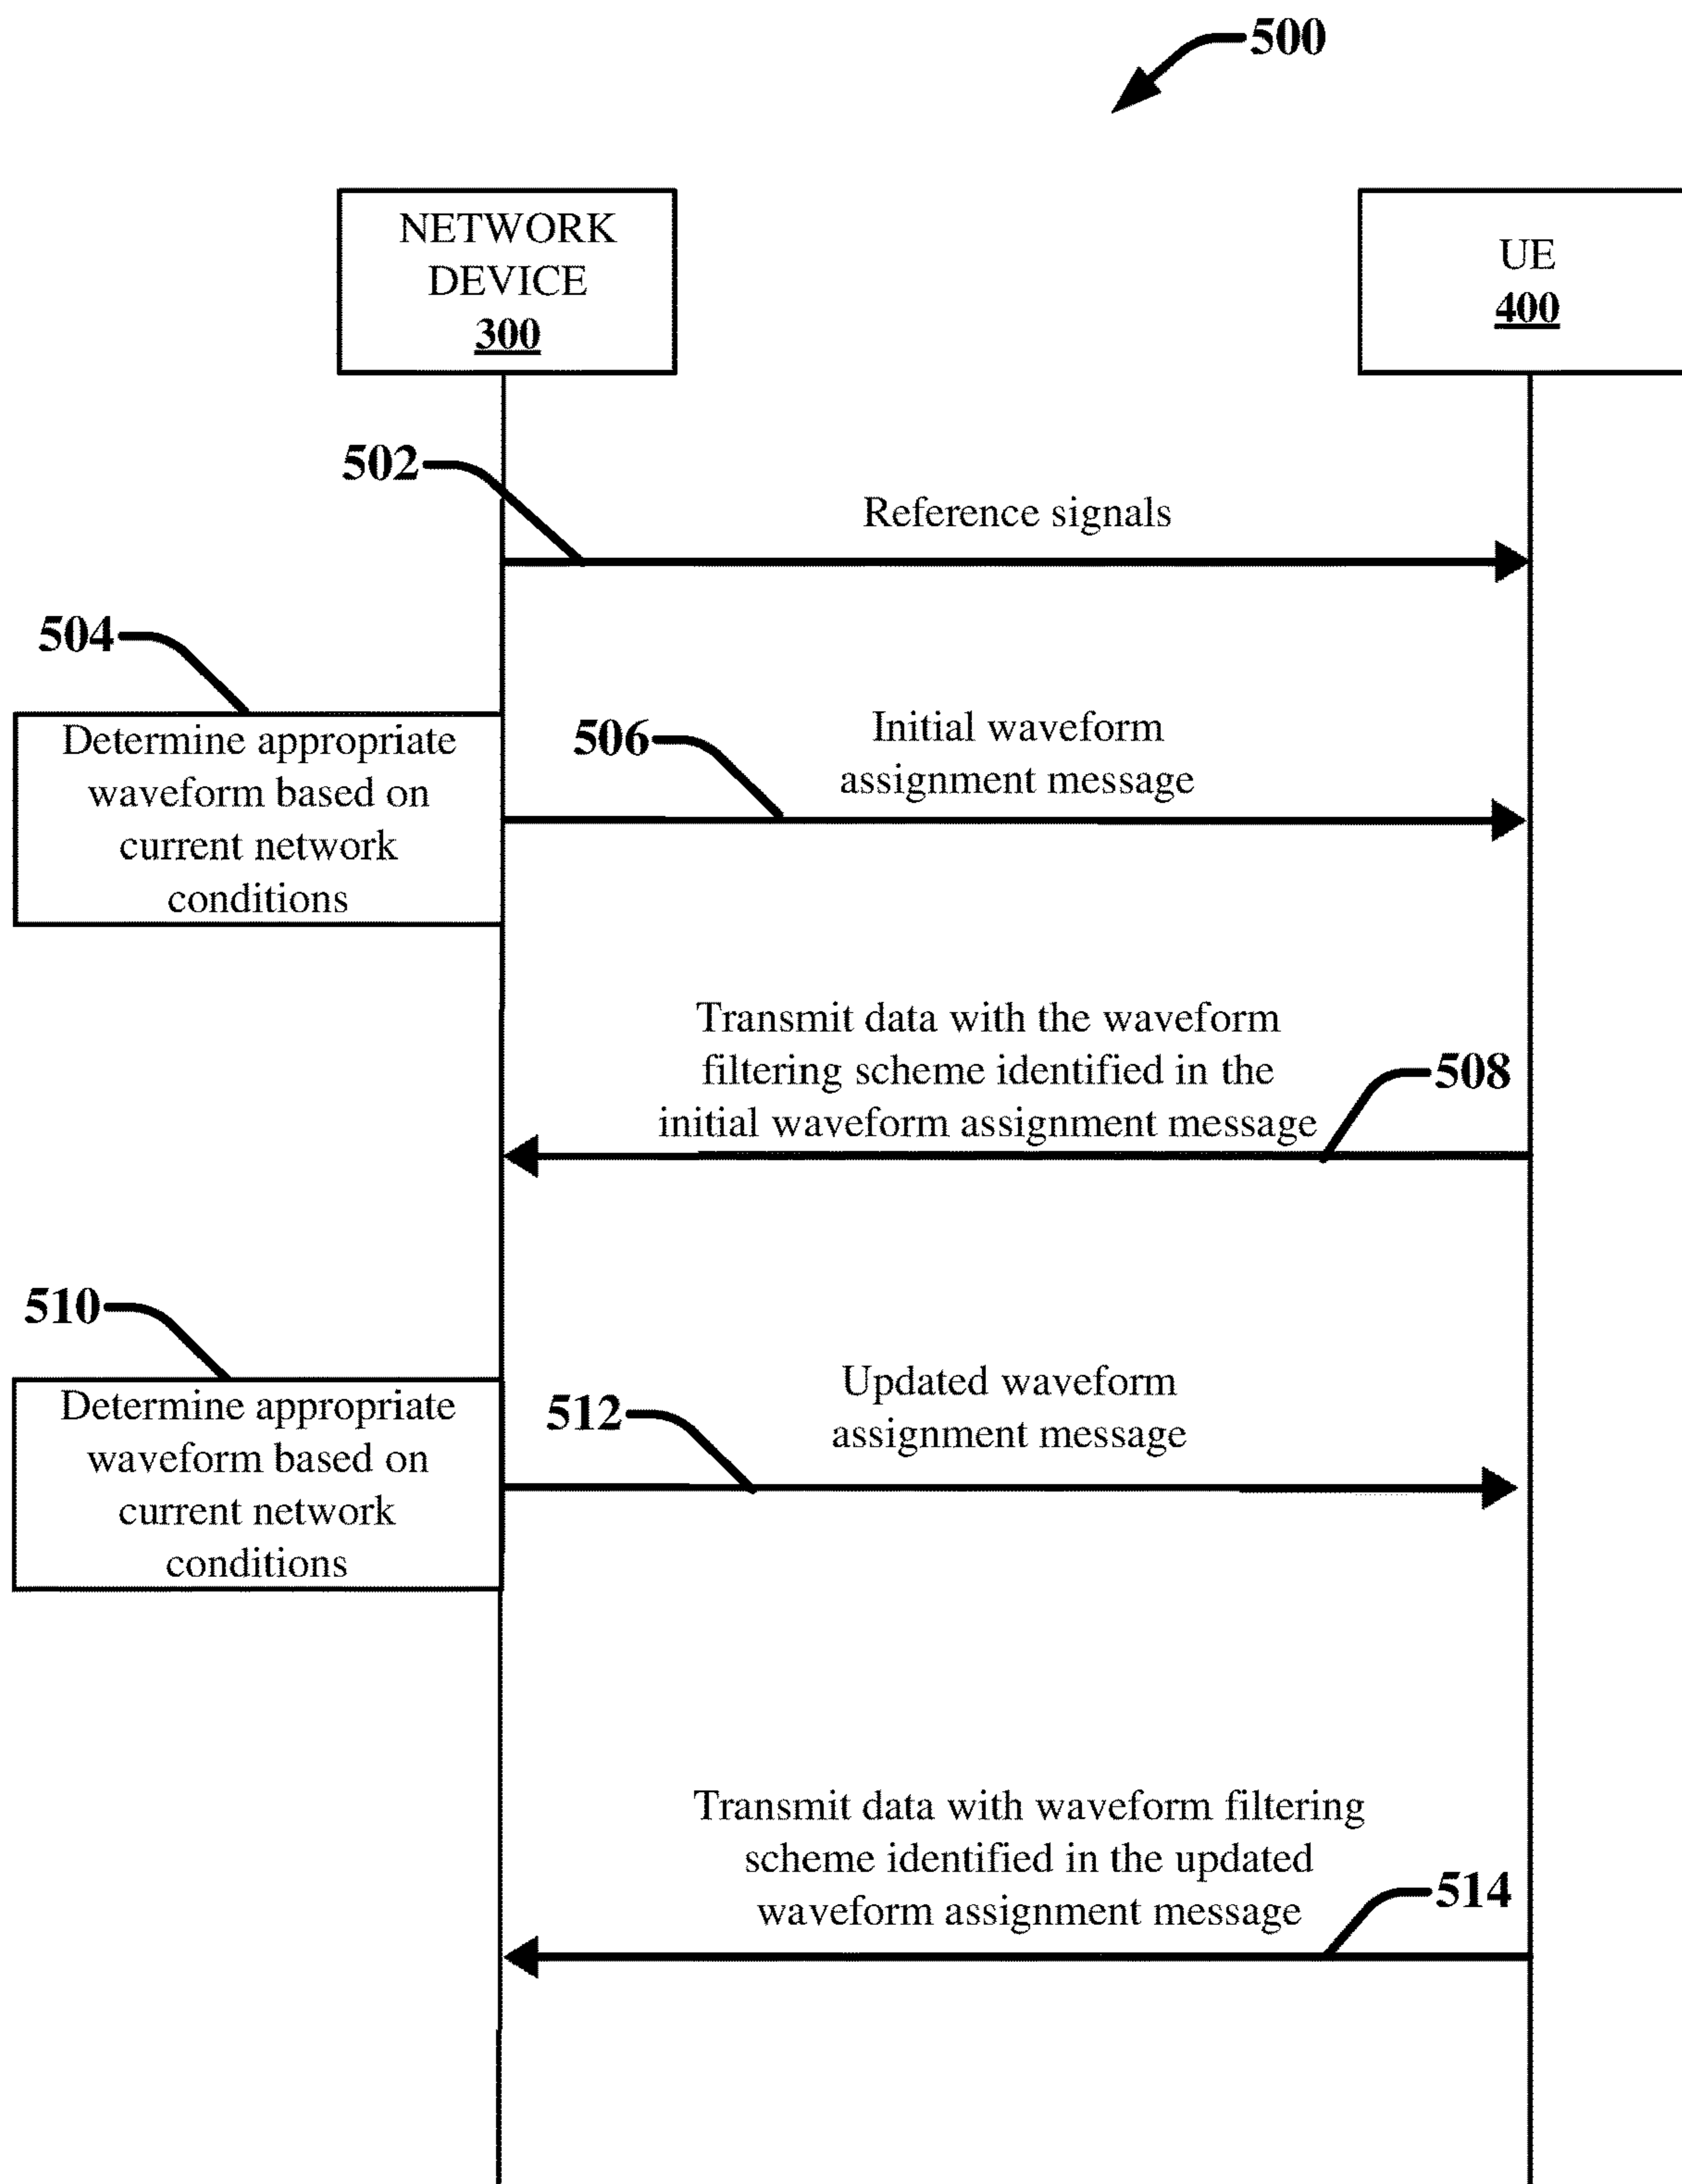 500
NETWORK
DEVICE
300
UE
400
502
Reference signals
504
Determine appropriate
waveform based on
current network
conditions
506
Initial waveform
assignment message
Transmit data with the waveform
filtering scheme identified in the
initial waveform assignment message
508
510
Determine appropriate
waveform based on
current network
conditions
512
Updated waveform
assignment message
Transmit data with waveform filtering
scheme identified in the updated
waveform assignment message
514